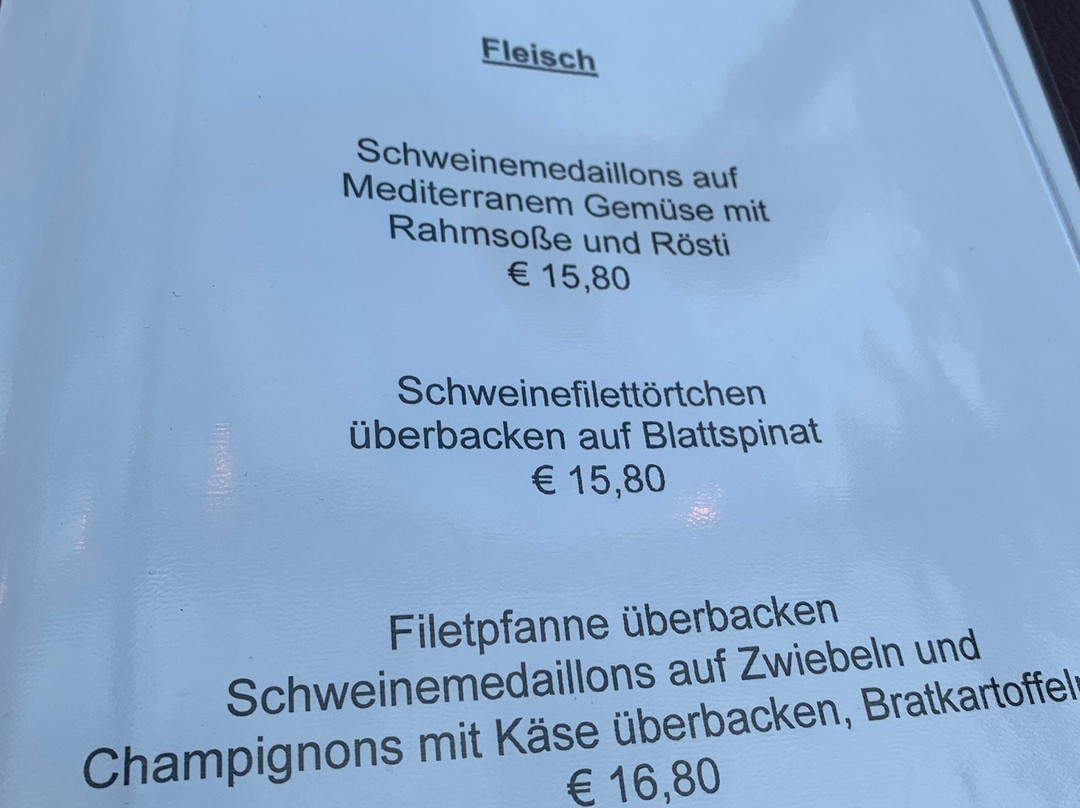 Fleisch
Schweinemedaillons auf
Mediterranem Gemüse mit
Rahmsoße und Rösti
€ 15,80
Schweinefilettörtchen
überbacken auf Blattspinat
€ 15,80
Filetpfanne überbacken
Schweinemedaillons auf Zwiebeln und
Champignons mit Käse überbacken, Bratkartoffeln
€ 16,80